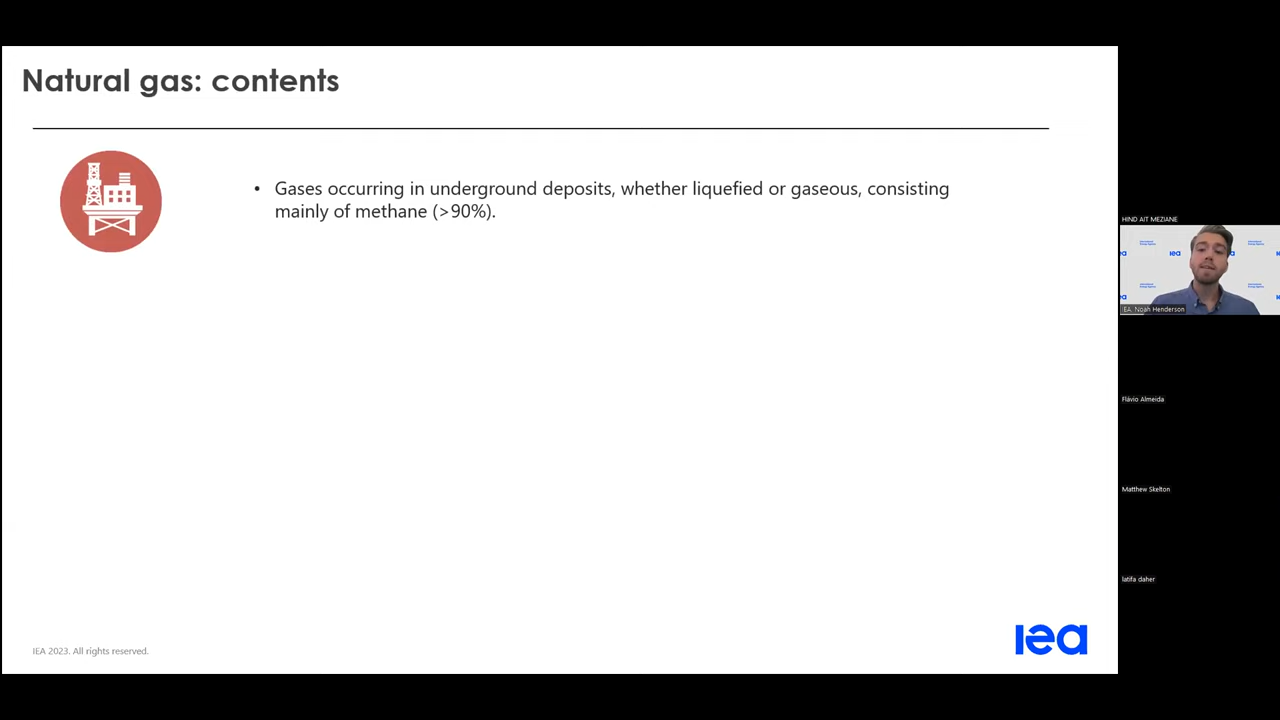 Natural gas: contents
• Gases occurring in underground deposits, whether liquefied or gaseous, consisting
mainly of methane (>90%).
IEA 2023. All rights reserved.
iea
HIND AIT MEZIANE
iea
IEA. Noah Henderson
Flávio Almeida
Matthew Skelton
latifa daher